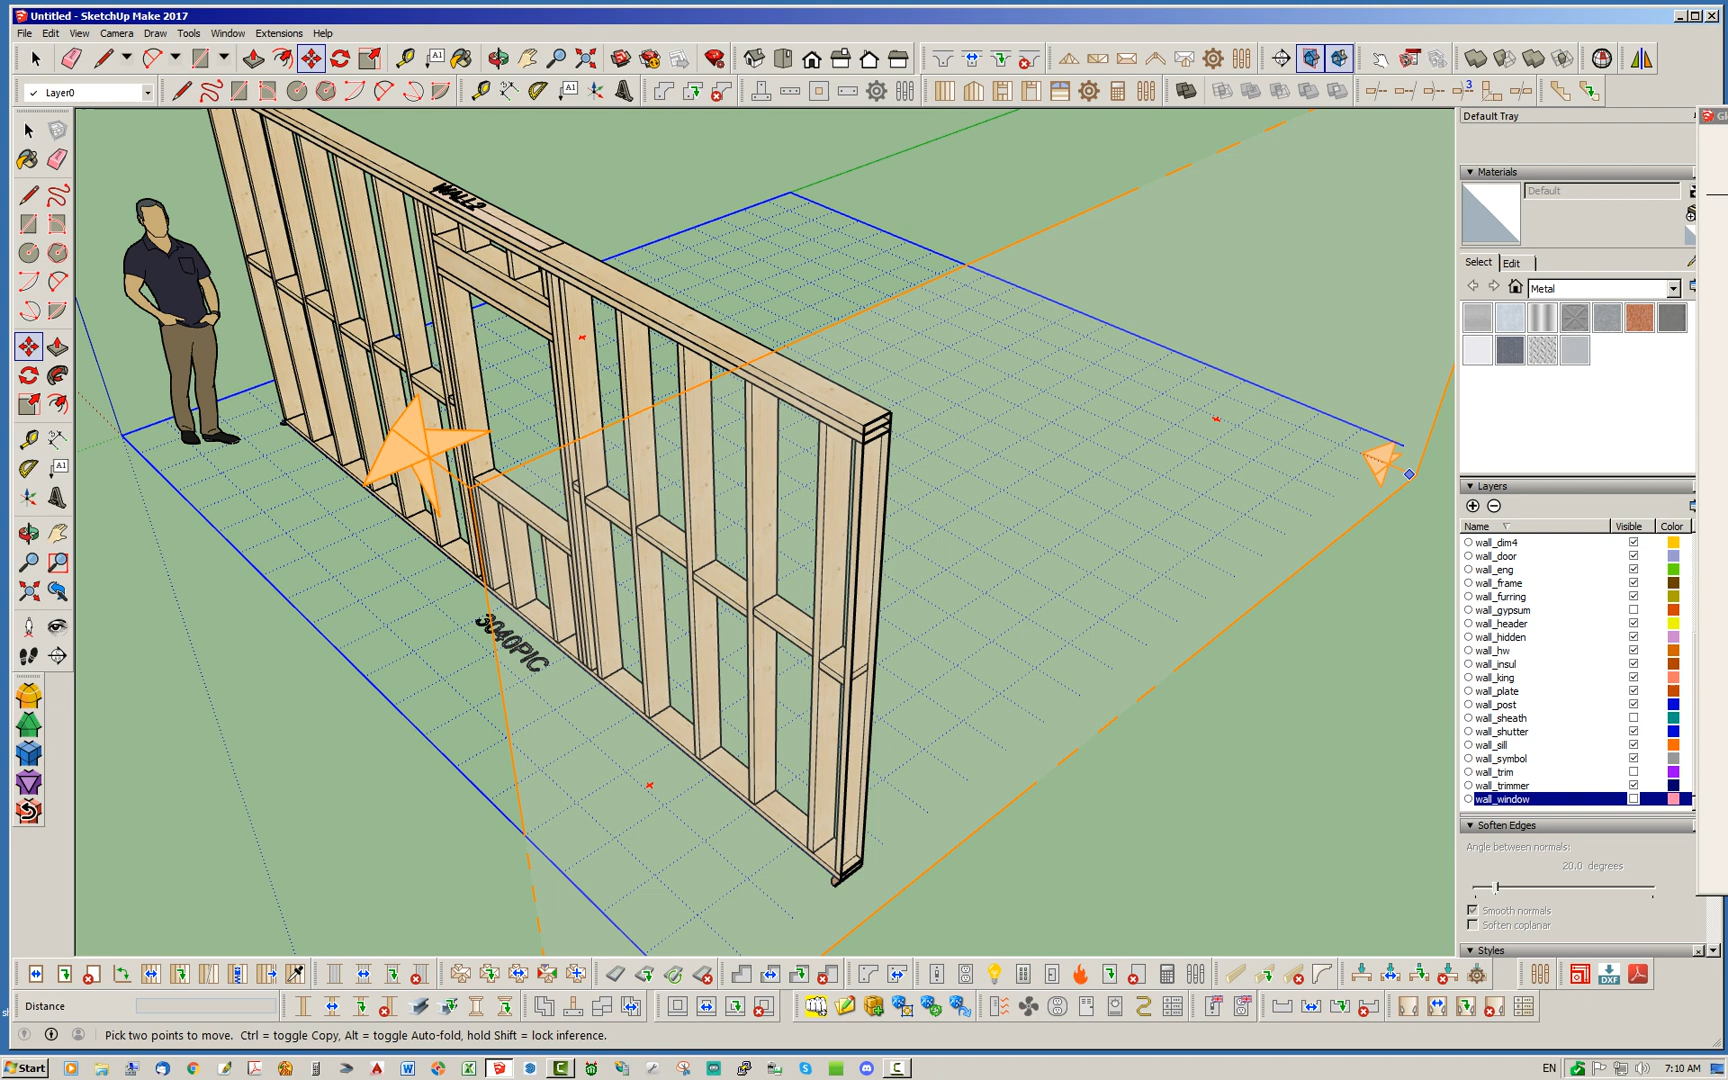 Untitled - SketchUp Make 2017
File Edit View Camera Draw Tools Window Extensions Help
Layer0
Default Tray
Materials
Default
Select Edit
Metal
Layers
Name Visible Color
wall_dim4
wall_door
wall_eng
wall_frame
wall_furring
wall_gypsum
wall_header
wall_hidden
wall_hw
wall_insul
wall_king
wall_plate
wall_post
wall_sheath
wall_shutter
wall_sill
wall_symbol
wall_trim
wall_trimmer
wall_window
Soften Edges
Angle between normals:
20.0 degrees
Smooth normals
Soften coplanar
Styles
WALL2
3040PIC
DXF
Distance
Pick two points to move. Ctrl = toggle Copy, Alt = toggle Auto-fold, hold Shift = lock inference.
Start
EN
7:10 AM